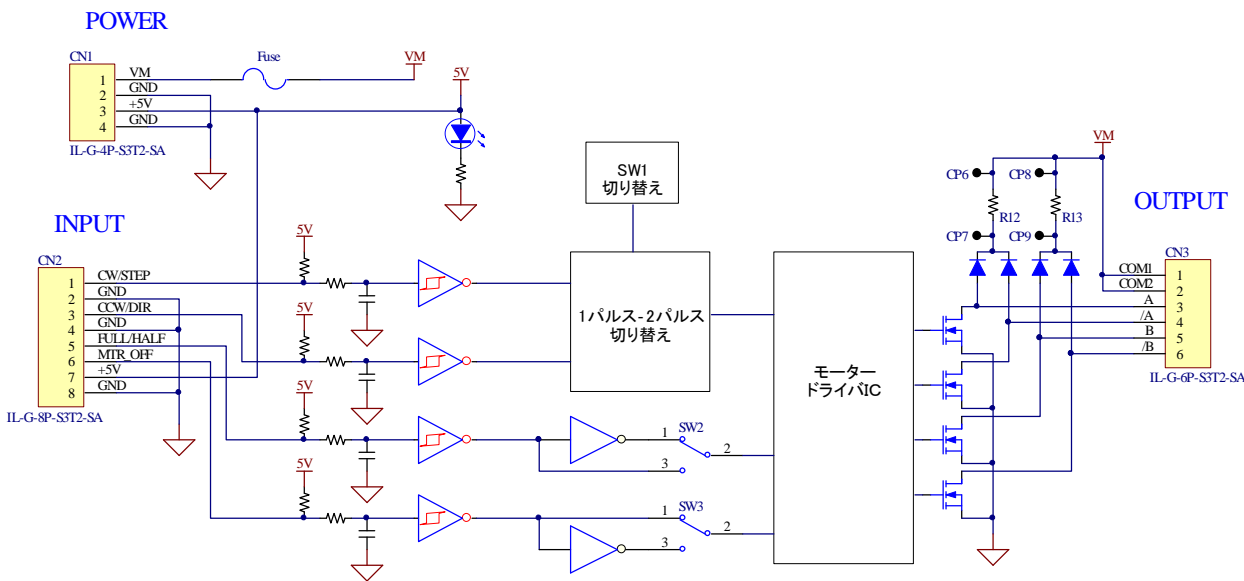 POWER
CN1
1
VM
2
GND
3
+5V
4
GND
IL-G-4P-S3T2-SA
Fuse
VM
5V
SW1
切り替え
INPUT
CN2
1
CW/STEP
2
GND
3
CCW/DIR
4
GND
5
FULL/HALF
6
MTR_OFF
7
+5V
8
GND
IL-G-8P-S3T2-SA
5V
5V
5V
5V
1パルス-2パルス
切り替え
1
SW2
2
3
1
SW3
2
3
モーター
ドライバIC
VM
CP6
CP8
R12
R13
CP7
CP9
OUTPUT
CN3
COM1
1
COM2
2
A
3
/A
4
B
5
/B
6
IL-G-6P-S3T2-SA